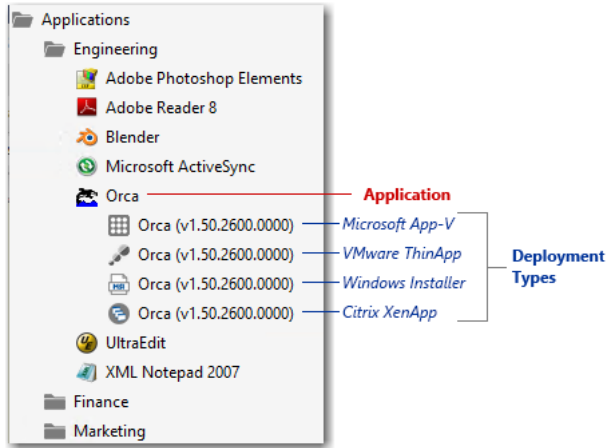 Applications
Engineering
Adobe Photoshop Elements
Adobe Reader 8
Blender
Microsoft ActiveSync
Orca Application
Orca (v1.50.2600.0000) Microsoft App-V
Orca (v1.50.2600.0000) VMware ThinApp
Deployment Types
Orca (v1.50.2600.0000) Windows Installer
Orca (v1.50.2600.0000) Citrix XenApp
UltraEdit
XML Notepad 2007
Finance
Marketing